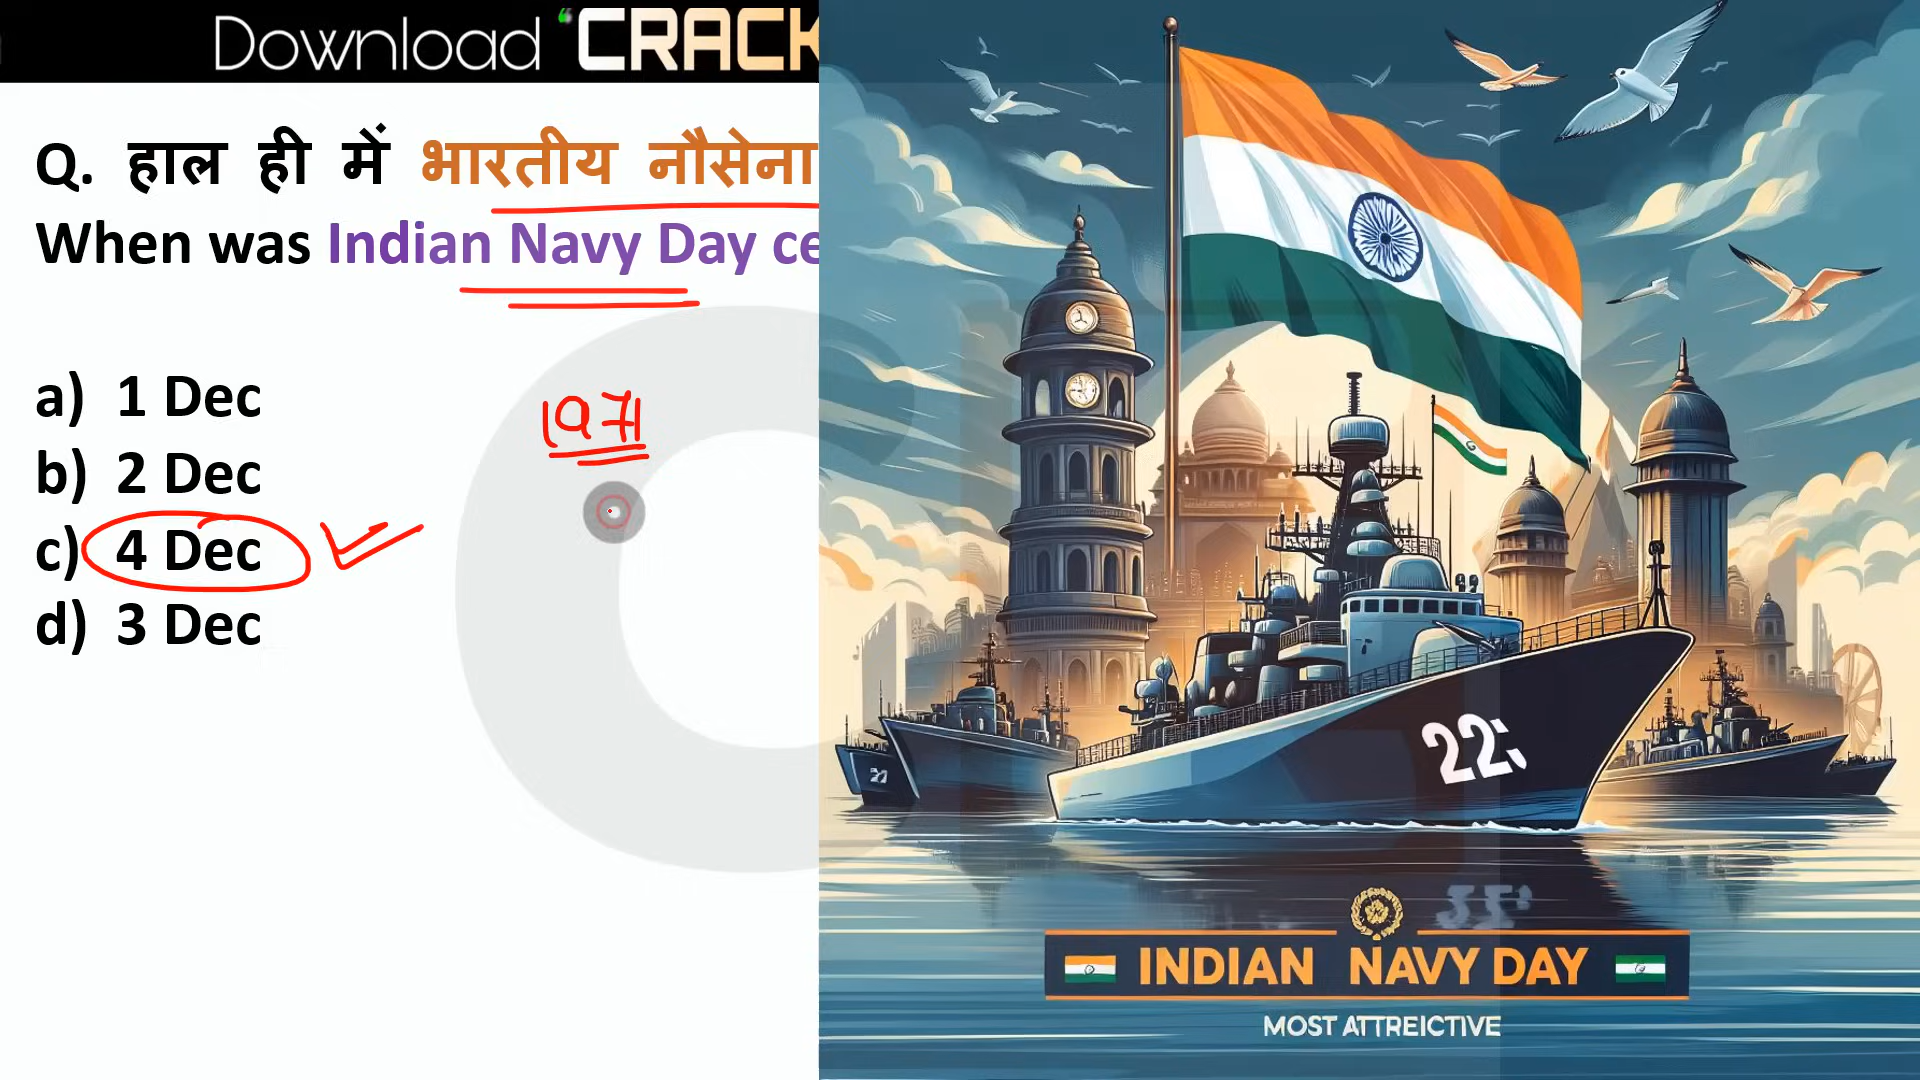 Download “CRACK
Q. हाल ही में भारतीय नौसेना
When was Indian Navy Day ce
a) 1 Dec
b) 2 Dec
c) 4 Dec
d) 3 Dec
1971
22
INDIAN NAVY DAY
MOST ATTREICTIVE